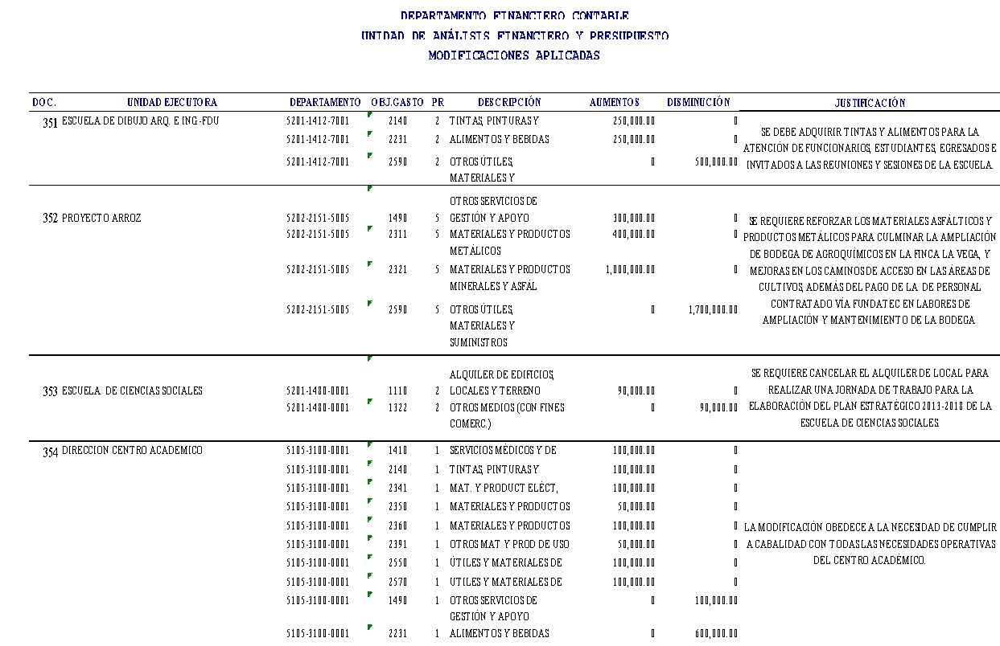 DEPARTAMENTO FINANCIERO CONTABLE
UNIDAD DE ANÁLISIS FINANCIERO Y PRESUPUESTO
MODIFICACIONES APLICADAS
DOC. UNIDAD EJECUTORA DEPARTAMENTO OBJ.GASTO PR DESCRIPCIÓN AUMENTOS DISMINUCIÓN JUSTIFICACIÓN
351 ESCUELA DE DIBUJO ARQ. E ING-FDU 5201-1412-7001 2140 2 TINTAS, PINTURAS Y 250,000.00 0
5201-1412-7001 2231 2 ALIMENTOS Y BEBIDAS 250,000.00 0
5201-1412-7001 2590 2 OTROS ÚTILES, 0 500,000.00
MATERIALES Y
SE DEBE ADQUIRIR TINTAS Y ALIMENTOS PARA LA
ATENCIÓN DE FUNCIONARIOS, ESTUDIANTES, EGRESADOS E
INVITADOS A LAS REUNIONES Y SESIONES DE LA ESCUELA.
OTROS SERVICIOS DE
352 PROYECTO ARROZ 5202-2151-5005 1490 5 GESTIÓN Y APOYO 300,000.00 0
5202-2151-5005 2311 5 MATERIALES Y PRODUCTOS 400,000.00 0
METÁLICOS
5202-2151-5005 2321 5 MATERIALES Y PRODUCTOS 1,000,000.00 0
MINERALES Y ASFÁL
5202-2151-5005 2590 5 OTROS ÚTILES, 0 1,700,000.00
MATERIALES Y
SUMINISTROS
SE REQUIERE REFORZAR LOS MATERIALES ASFÁLTICOS Y
PRODUCTOS METÁLICOS PARA CULMINAR LA AMPLIACIÓN
DE BODEGA DE AGROQUÍMICOS EN LA FINCA LA VEGA, Y
MEJORAS EN LOS CAMINOS DE ACCESO EN LAS ÁREAS DE
CULTIVOS, ADEMÁS DEL PAGO DE LA DE PERSONAL
CONTRATADO VÍA FUNDATEC EN LABORES DE
AMPLIACIÓN Y MANTENIMIENTO DE LA BODEGA
ALQUILER DE EDIFICIOS,
353 ESCUELA DE CIENCIAS SOCIALES 5201-1480-0001 1110 2 LOCALES Y TERRENO 90,000.00 0
5201-1480-0001 1322 2 OTROS MEDIOS (CON FINES 0 90,000.00
COMERC.)
SE REQUIERE CANCELAR EL ALQUILER DE LOCAL PARA
REALIZAR UNA JORNADA DE TRABAJO PARA LA
ELABORACIÓN DEL PLAN ESTRATÉGICO 2013-2018 DE LA
ESCUELA DE CIENCIAS SOCIALES.
354 DIRECCION CENTRO ACADEMICO 5105-3100-0001 1410 1 SERVICIOS MÉDICOS Y DE 100,000.00 0
5105-3100-0001 2140 1 TINTAS, PINTURAS Y 100,000.00 0
5105-3100-0001 2341 1 MAT. Y PRODUCT ELÉCT, 100,000.00 0
5105-3100-0001 2350 1 MATERIALES Y PRODUCTOS 50,000.00 0
5105-3100-0001 2360 1 MATERIALES Y PRODUCTOS 100,000.00 0
5105-3100-0001 2391 1 OTROS MAT Y PROD DE USO 50,000.00 0
5105-3100-0001 2550 1 ÚTILES Y MATERIALES DE 100,000.00 0
5105-3100-0001 2570 1 UTILES Y MATERIALES DE 100,000.00 0
5105-3100-0001 1490 1 OTROS SERVICIOS DE 0 100,000.00
GESTIÓN Y APOYO
5105-3100-0001 2231 1 ALIMENTOS Y BEBIDAS 0 600,000.00
LA MODIFICACIÓN OBEDECE A LA NECESIDAD DE CUMPLIR
A CABALIDAD CON TODAS LAS NECESIDADES OPERATIVAS
DEL CENTRO ACADÉMICO.